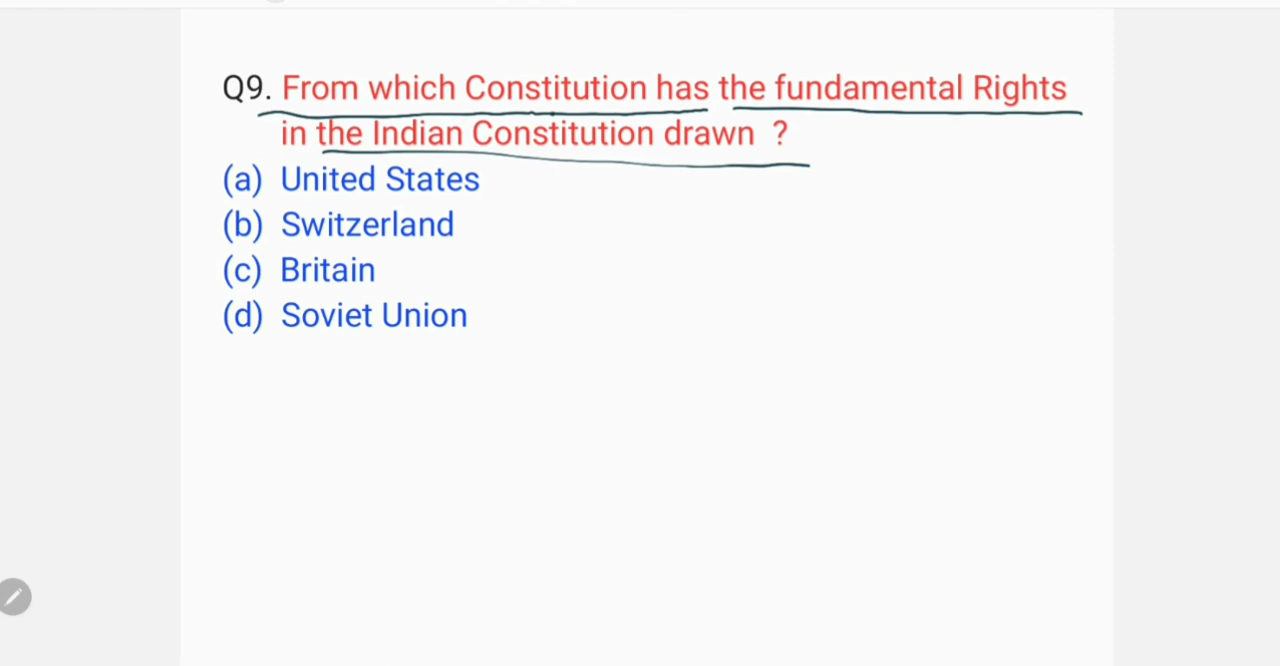 Q9. From which Constitution has the fundamental Rights
in the Indian Constitution drawn ?
(a) United States
(b) Switzerland
(c) Britain
(d) Soviet Union